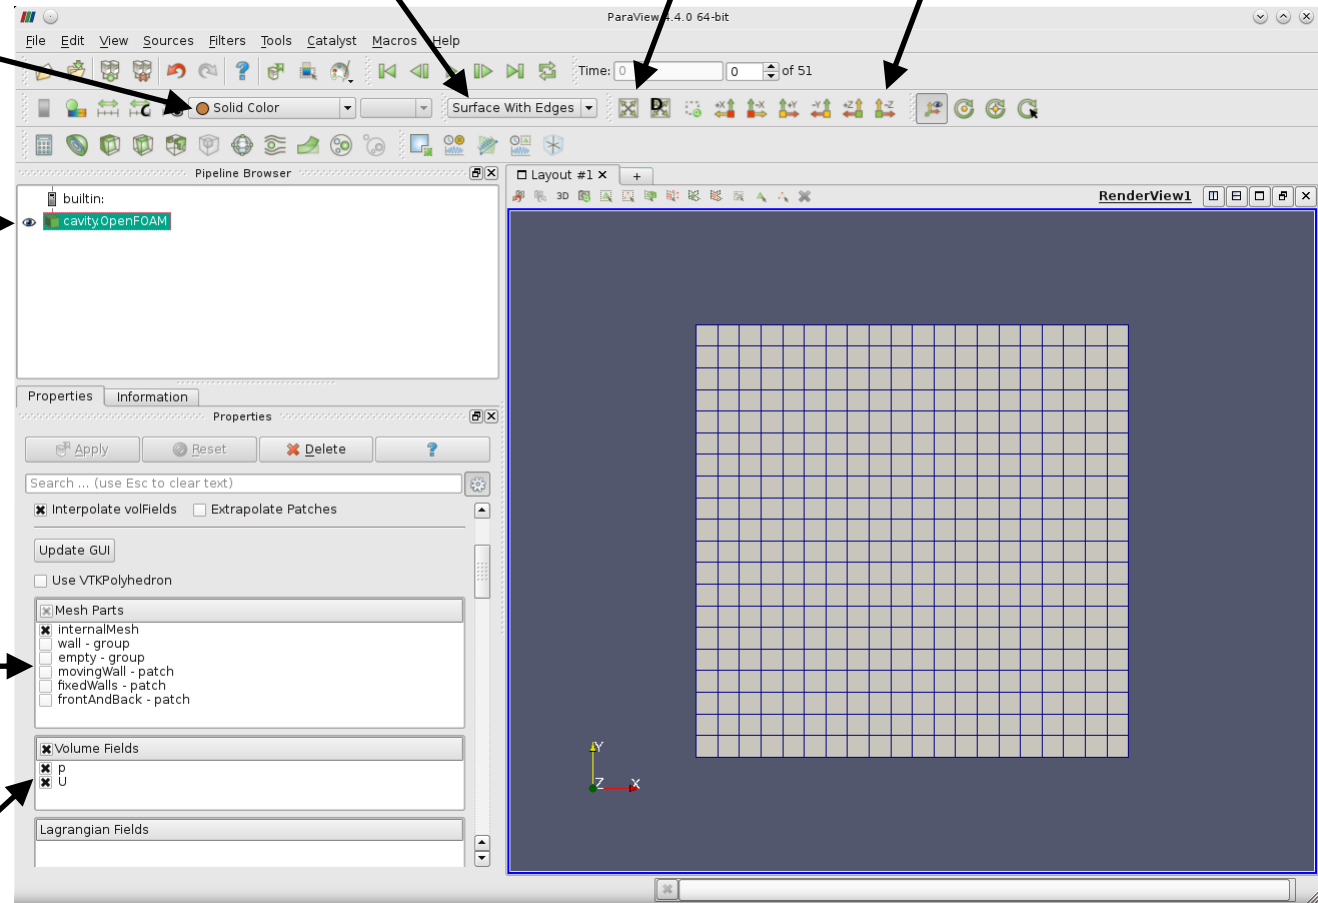 ParaView 4.4.0 64-bit
File Edit View Sources Filters Tools Catalyst Macros Help
Time: 0 0 of 51
Solid Color Surface With Edges D +X -X +Y -Y +Z -Z
Pipeline Browser
Layout #1 +
builtin:
3D RenderView1
cavity.OpenFOAM
Properties Information
Properties
Apply Reset Delete ?
Search ... (use Esc to clear text)
Interpolate volFields Extrapolate Patches
Update GUI
Use VTKPolyhedron
Mesh Parts
internalMesh
wall - group
empty - group
movingWall - patch
fixedWalls - patch
frontAndBack - patch
Volume Fields
p
U
Y
Z X
Lagrangian Fields